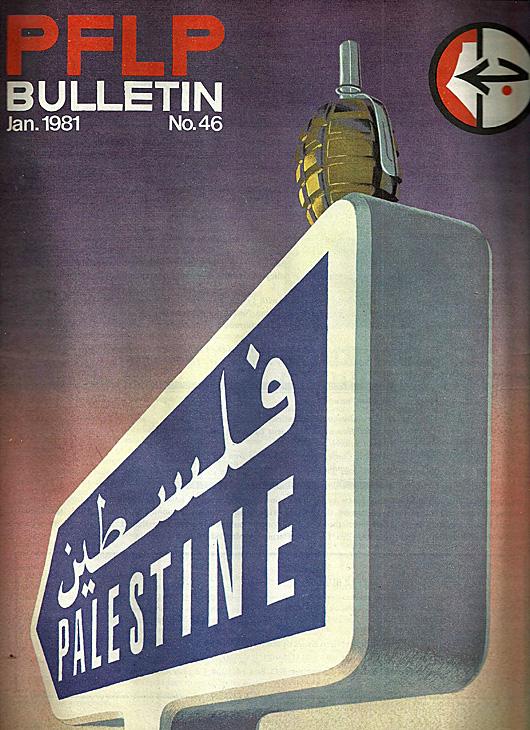 PFLP
BULLETIN
Jan. 1981 No. 46
فلسطين
PALESTINE